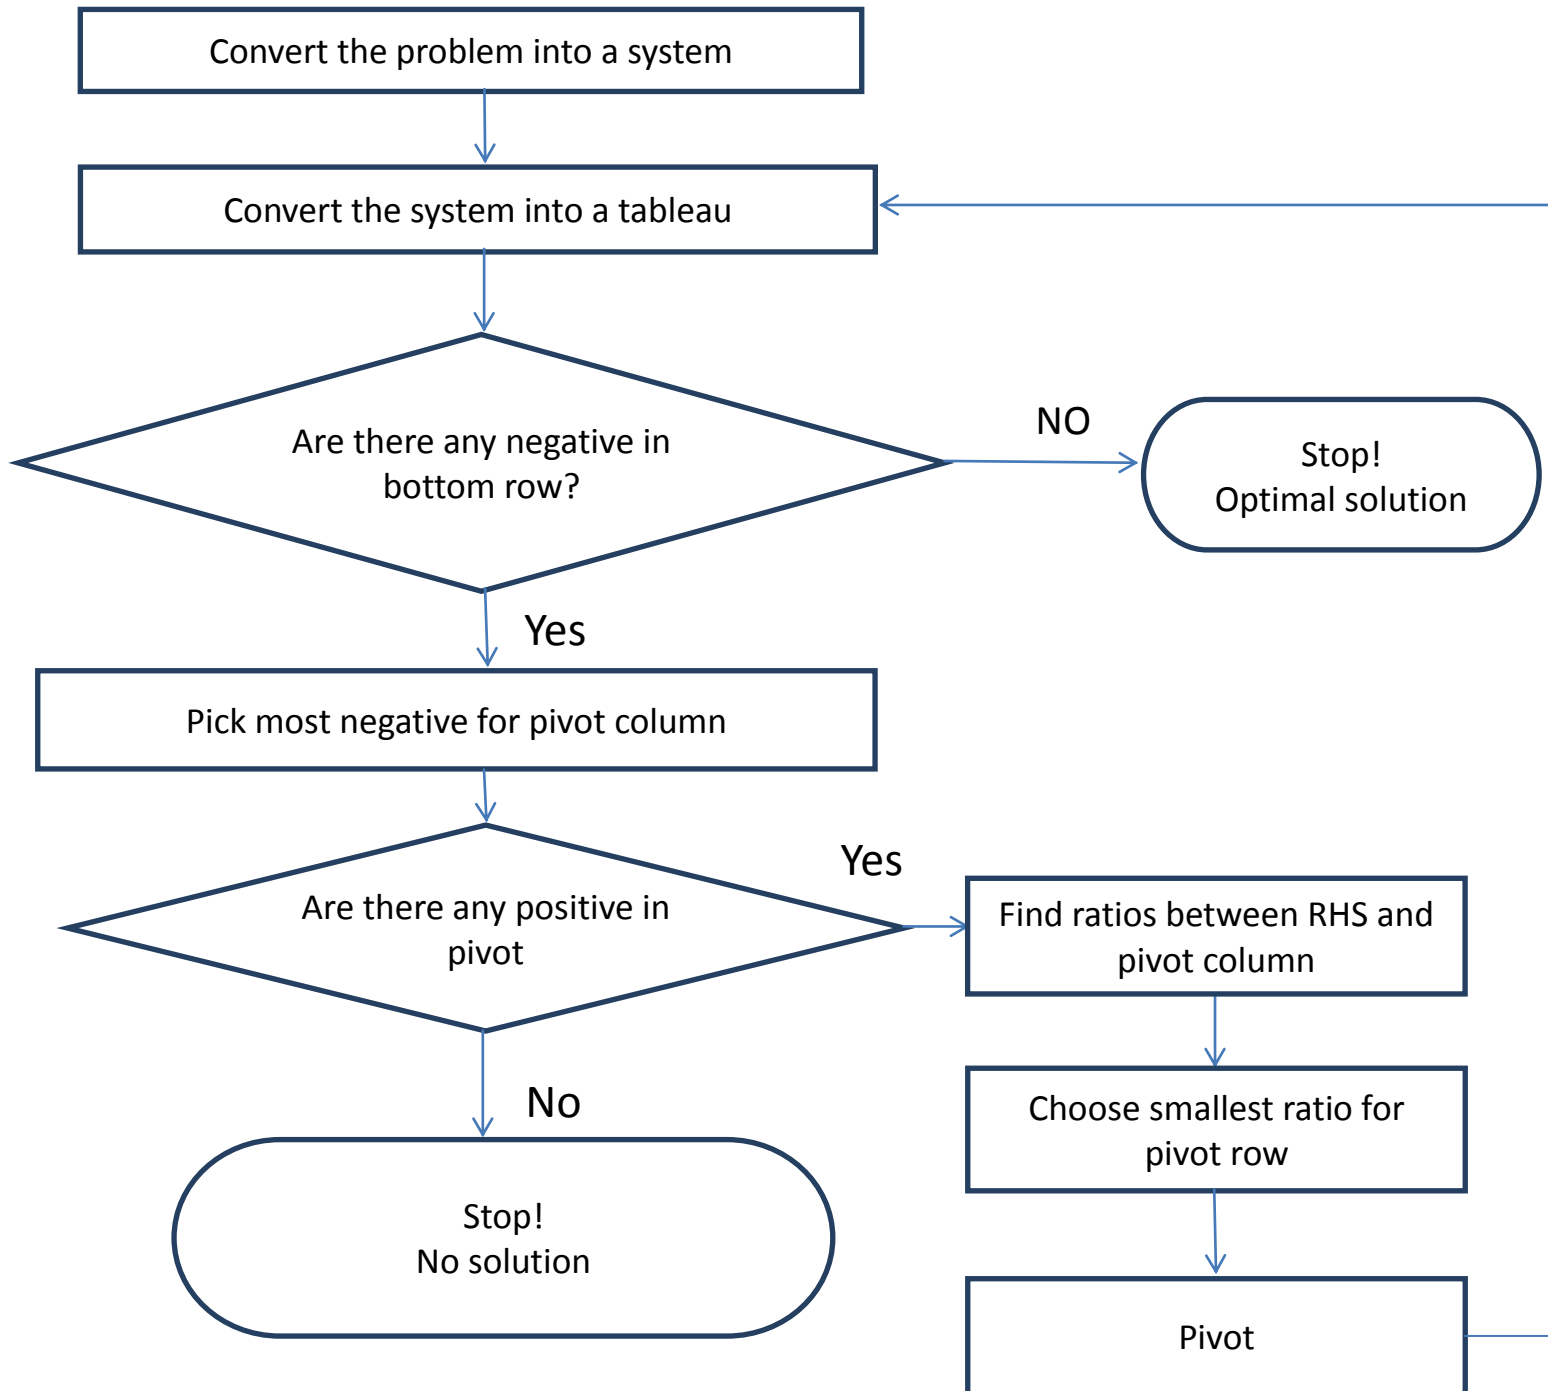 Convert the problem into a system
Convert the system into a tableau
Are there any negative in
bottom row?
NO
Stop!
Optimal solution
Yes
Pick most negative for pivot column
Are there any positive in
pivot
Yes
Find ratios between RHS and
pivot column
Choose smallest ratio for
pivot row
No
Stop!
No solution
Pivot